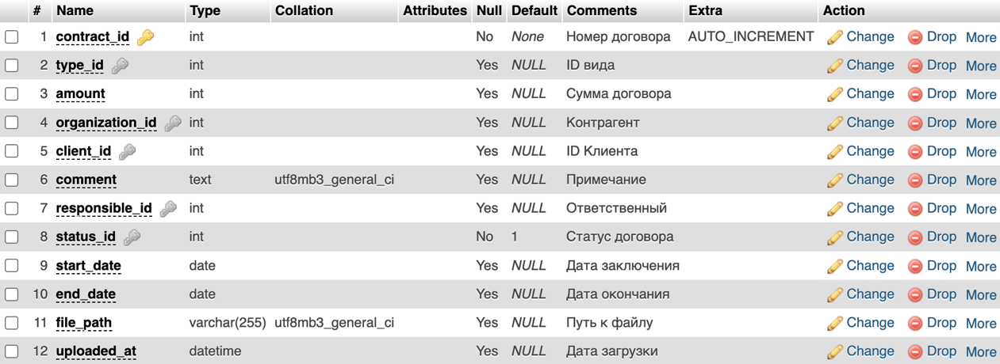 # Name Type Collation Attributes Null Default Comments Extra Action
1 contract_id int No None Номер договора AUTO_INCREMENT Change Drop More
2 type_id int Yes NULL ID вида Change Drop More
3 amount int Yes NULL Сумма договора Change Drop More
4 organization_id int Yes NULL Контрагент Change Drop More
5 client_id int Yes NULL ID Клиента Change Drop More
6 comment text utf8mb3_general_ci Yes NULL Примечание Change Drop More
7 responsible_id int Yes NULL Ответственный Change Drop More
8 status_id int No 1 Статус договора Change Drop More
9 start_date date Yes NULL Дата заключения Change Drop More
10 end_date date Yes NULL Дата окончания Change Drop More
11 file_path varchar(255) utf8mb3_general_ci Yes NULL Путь к файлу Change Drop More
12 uploaded_at datetime Yes NULL Дата загрузки Change Drop More